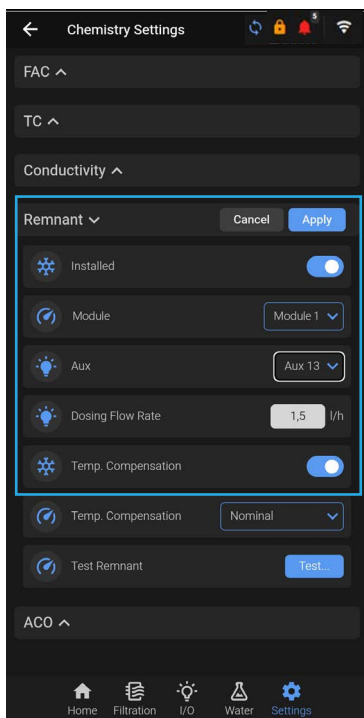 Chemistry Settings 5
FAC
TC
Conductivity
Remnant Cancel Apply
Installed
Module Module 1
Aux Aux 13
Dosing Flow Rate 1,5 l/h
Temp. Compensation
Temp. Compensation Nominal
Test Remnant Test...
ACO
Home Filtration I/O Water Settings